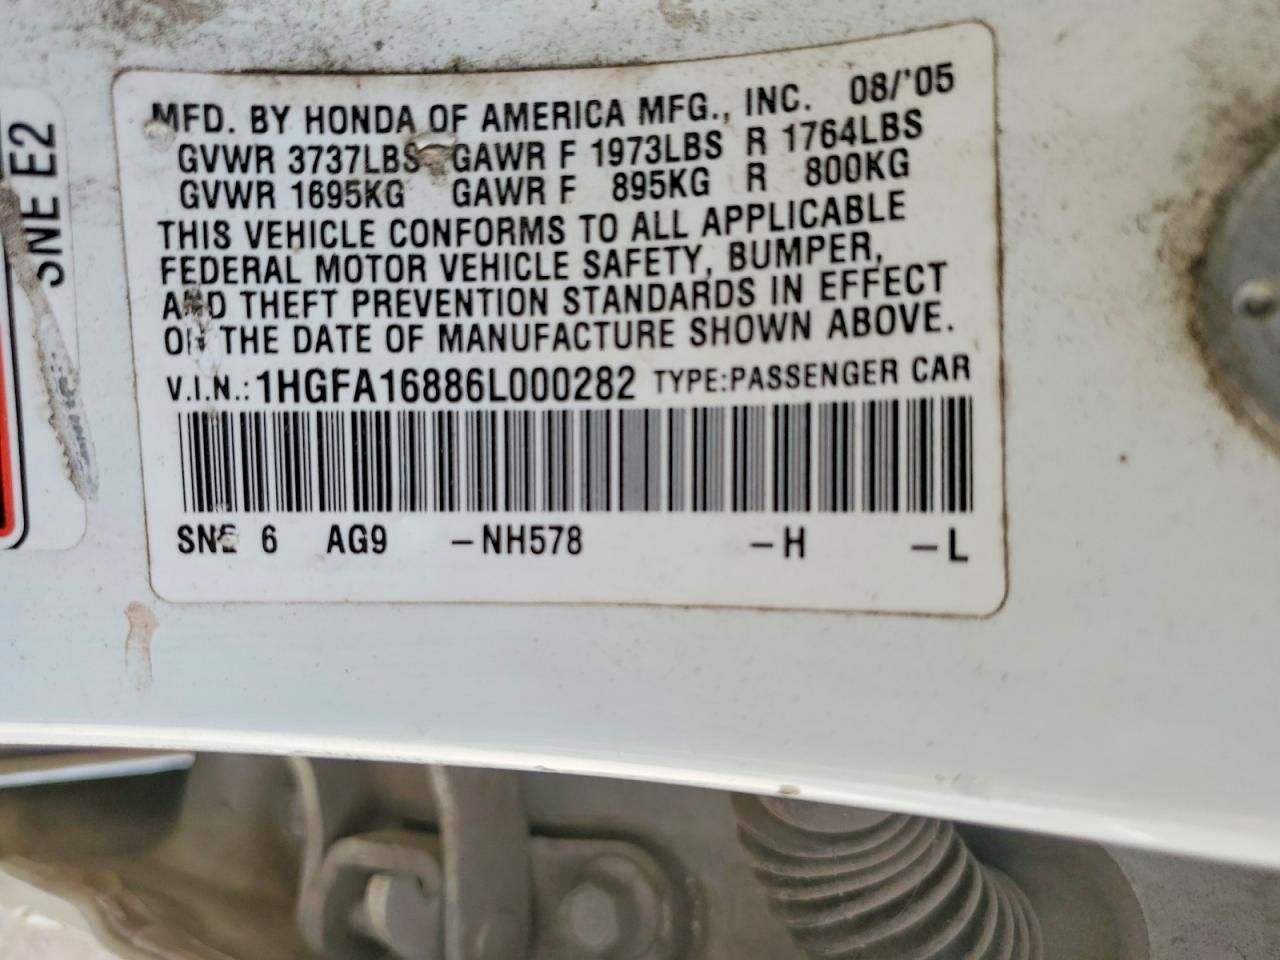 MFD. BY HONDA OF AMERICA MFG., INC. 08/'05
GVWR 3737LBS GAWR F 1973LBS R 1764LBS
GVWR 1695KG GAWR F 895KG R 800KG
THIS VEHICLE CONFORMS TO ALL APPLICABLE
FEDERAL MOTOR VEHICLE SAFETY, BUMPER,
AND THEFT PREVENTION STANDARDS IN EFFECT
ON THE DATE OF MANUFACTURE SHOWN ABOVE.
V.I.N.: 1HGFA16886L000282 TYPE:PASSENGER CAR
SNE 6 AG9 -NH578 -H -L
SNE E2